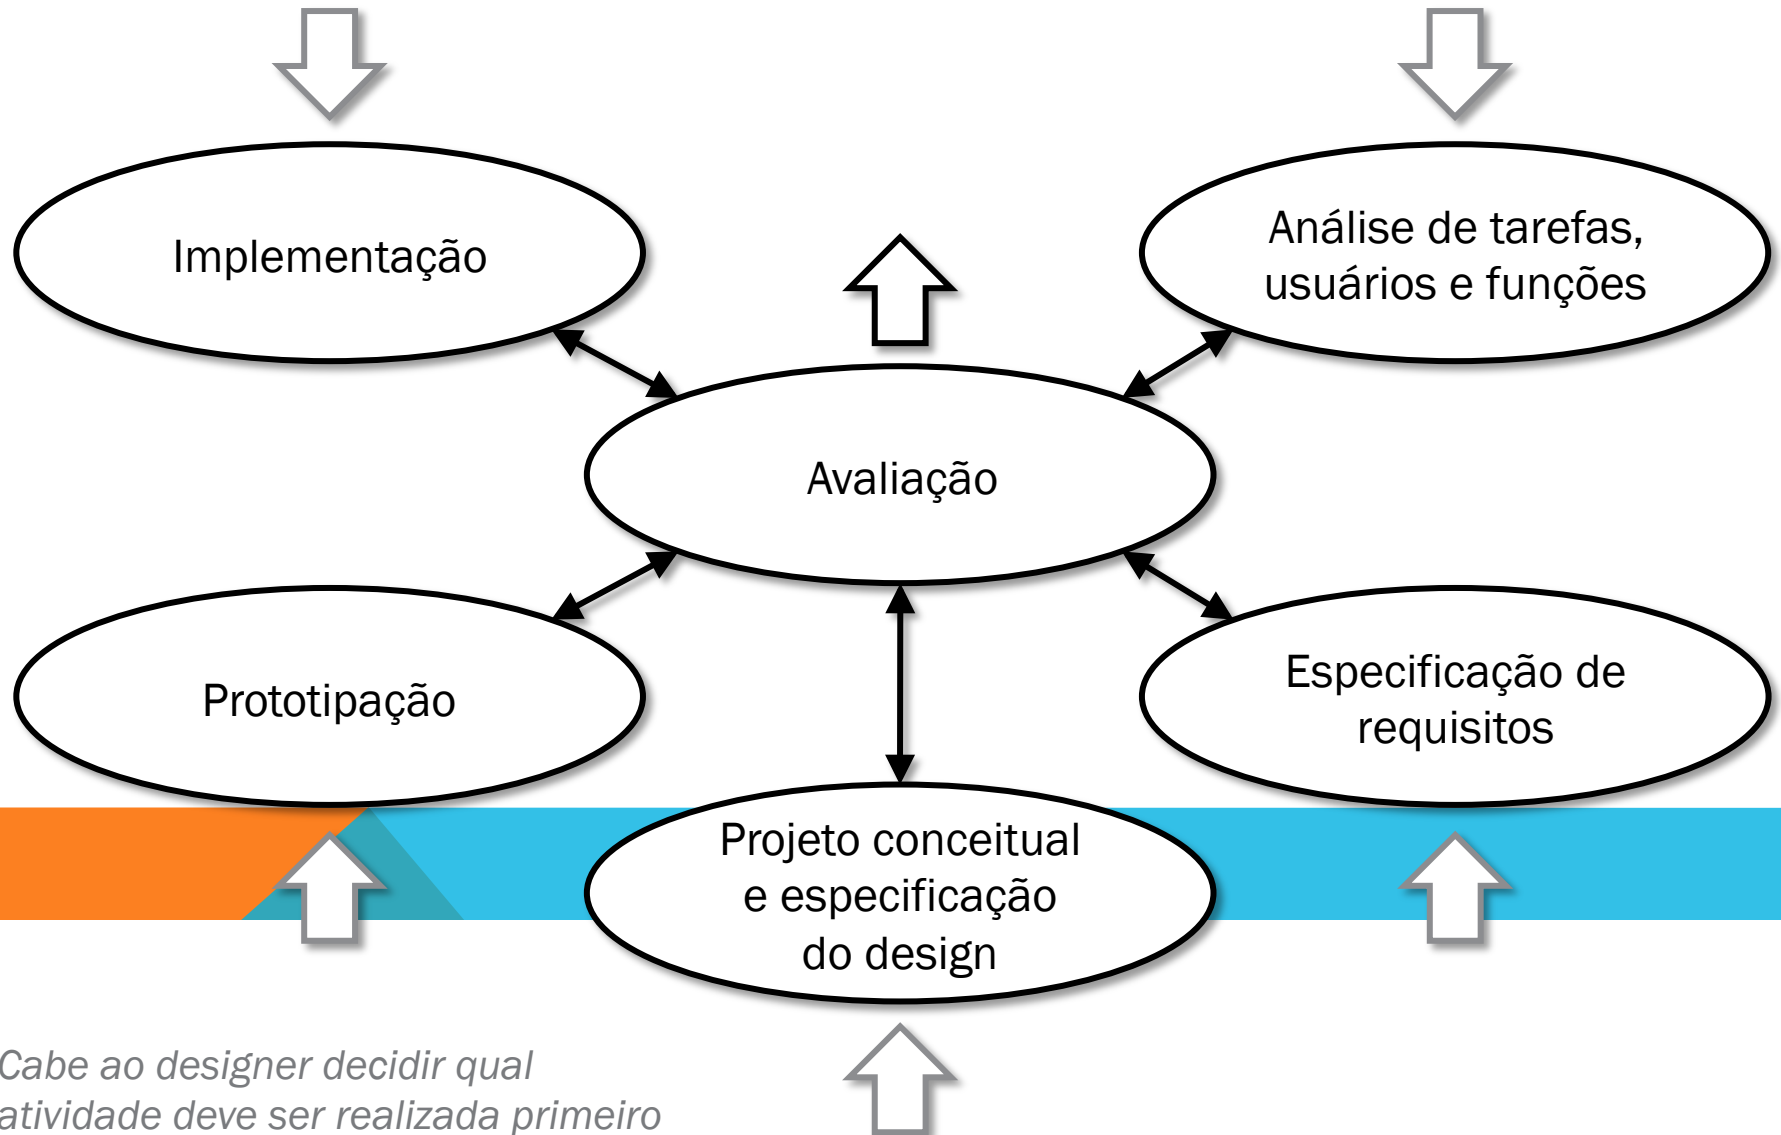 Implementação
Análise de tarefas,
usuários e funções
Avaliação
Prototipação
Especificação de
requisitos
Projeto conceitual
e especificação
do design
Cabe ao designer decidir qual
atividade deve ser realizada primeiro